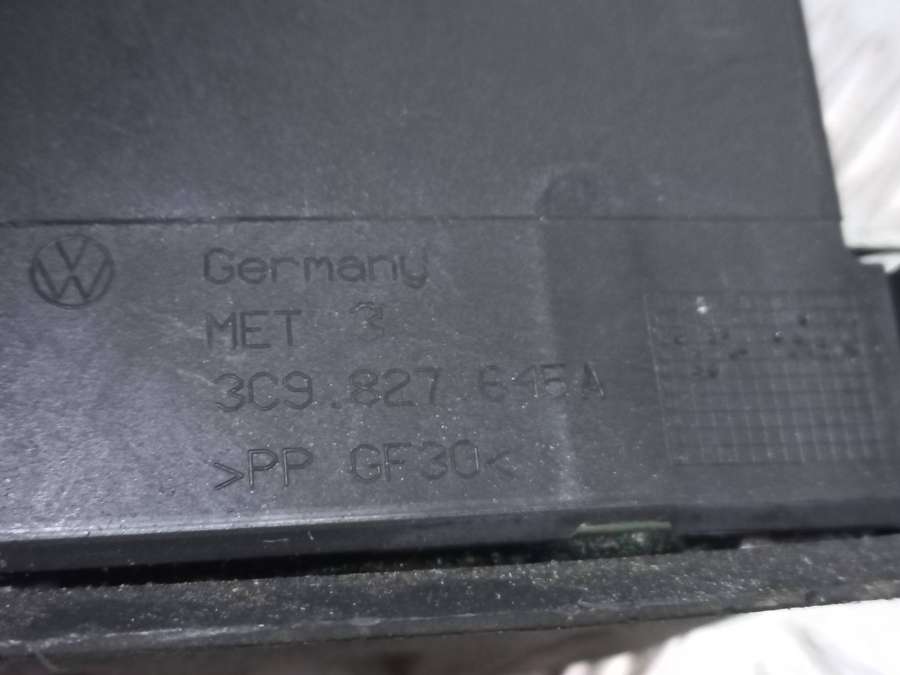 Germany
MET 3
3C9.827.645A
>PP GF30<